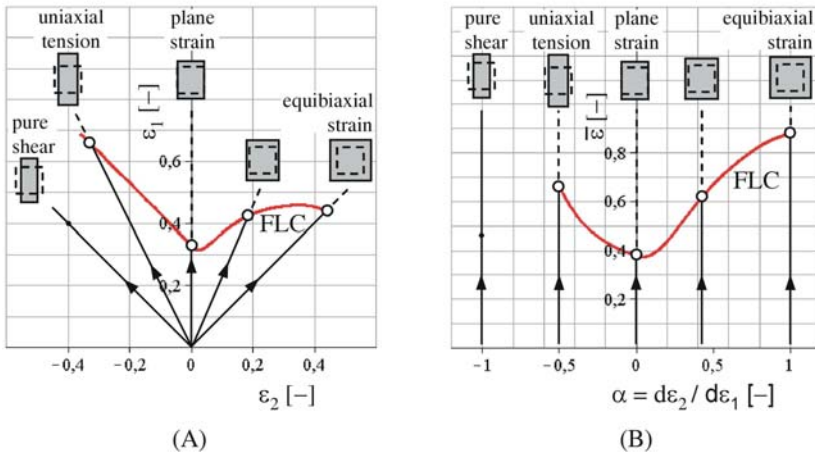 uniaxial
tension
plane
strain
ε₁ [–]
equibiaxial
strain
pure
shear
0,6
0,4
FLC
0,2
−0,4
−0,2
0
0,2
0,4
ε₂ [–]
(A)
pure
shear
uniaxial
tension
plane
strain
equibiaxial
strain
ε̅ [–]
0,8
FLC
0,6
0,4
0,2
−1
−0,5
0
0,5
1
α = dε₂ / dε₁ [–]
(B)